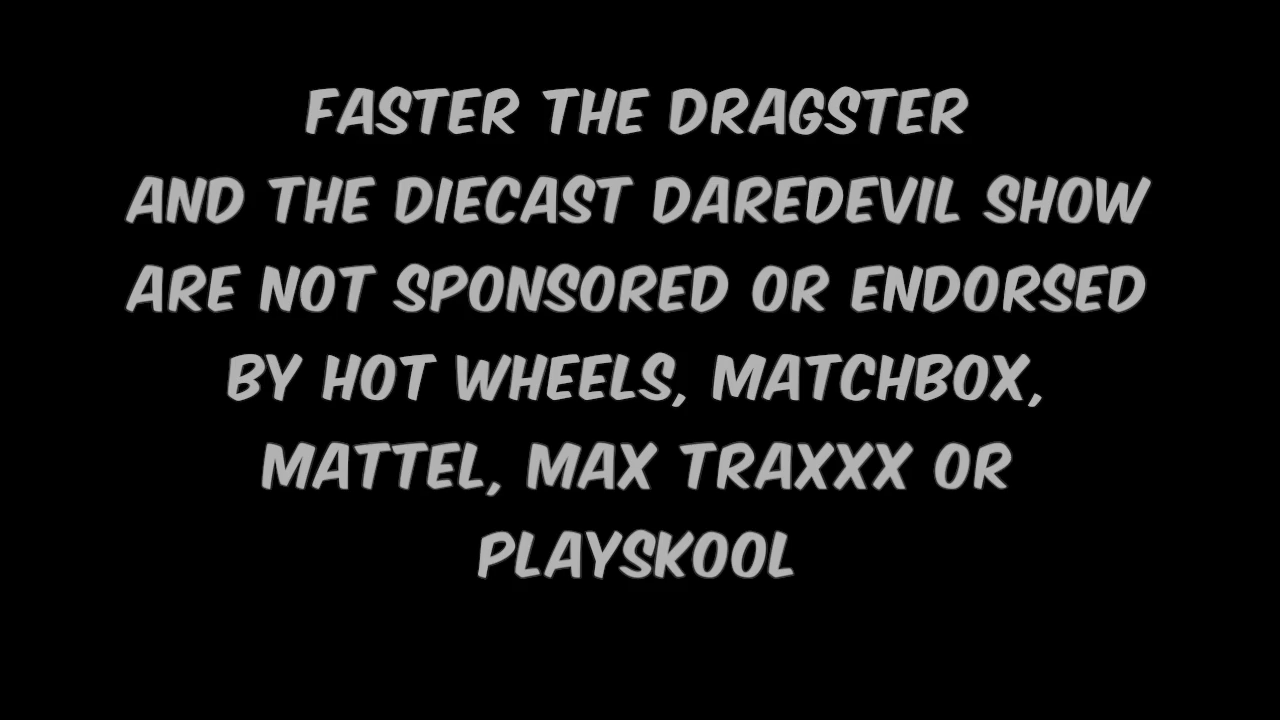 FASTER THE DRAGSTER
AND THE DIECAST DAREDEVIL SHOW
ARE NOT SPONSORED OR ENDORSED
BY HOT WHEELS, MATCHBOX,
MATTEL, MAX TRAXXX OR
PLAYSKOOL